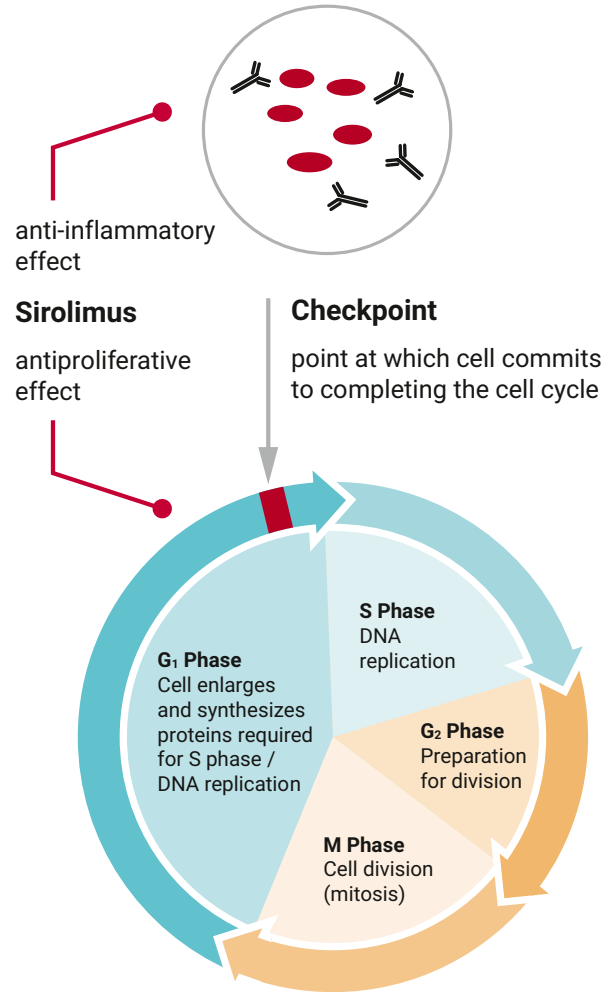 anti-inflammatory
effect
Sirolimus
antiproliferative
effect
Checkpoint
point at which cell commits
to completing the cell cycle
S Phase
DNA
replication
G₁ Phase
Cell enlarges
and synthesizes
proteins required
for S phase /
DNA replication
G₂ Phase
Preparation
for division
M Phase
Cell division
(mitosis)